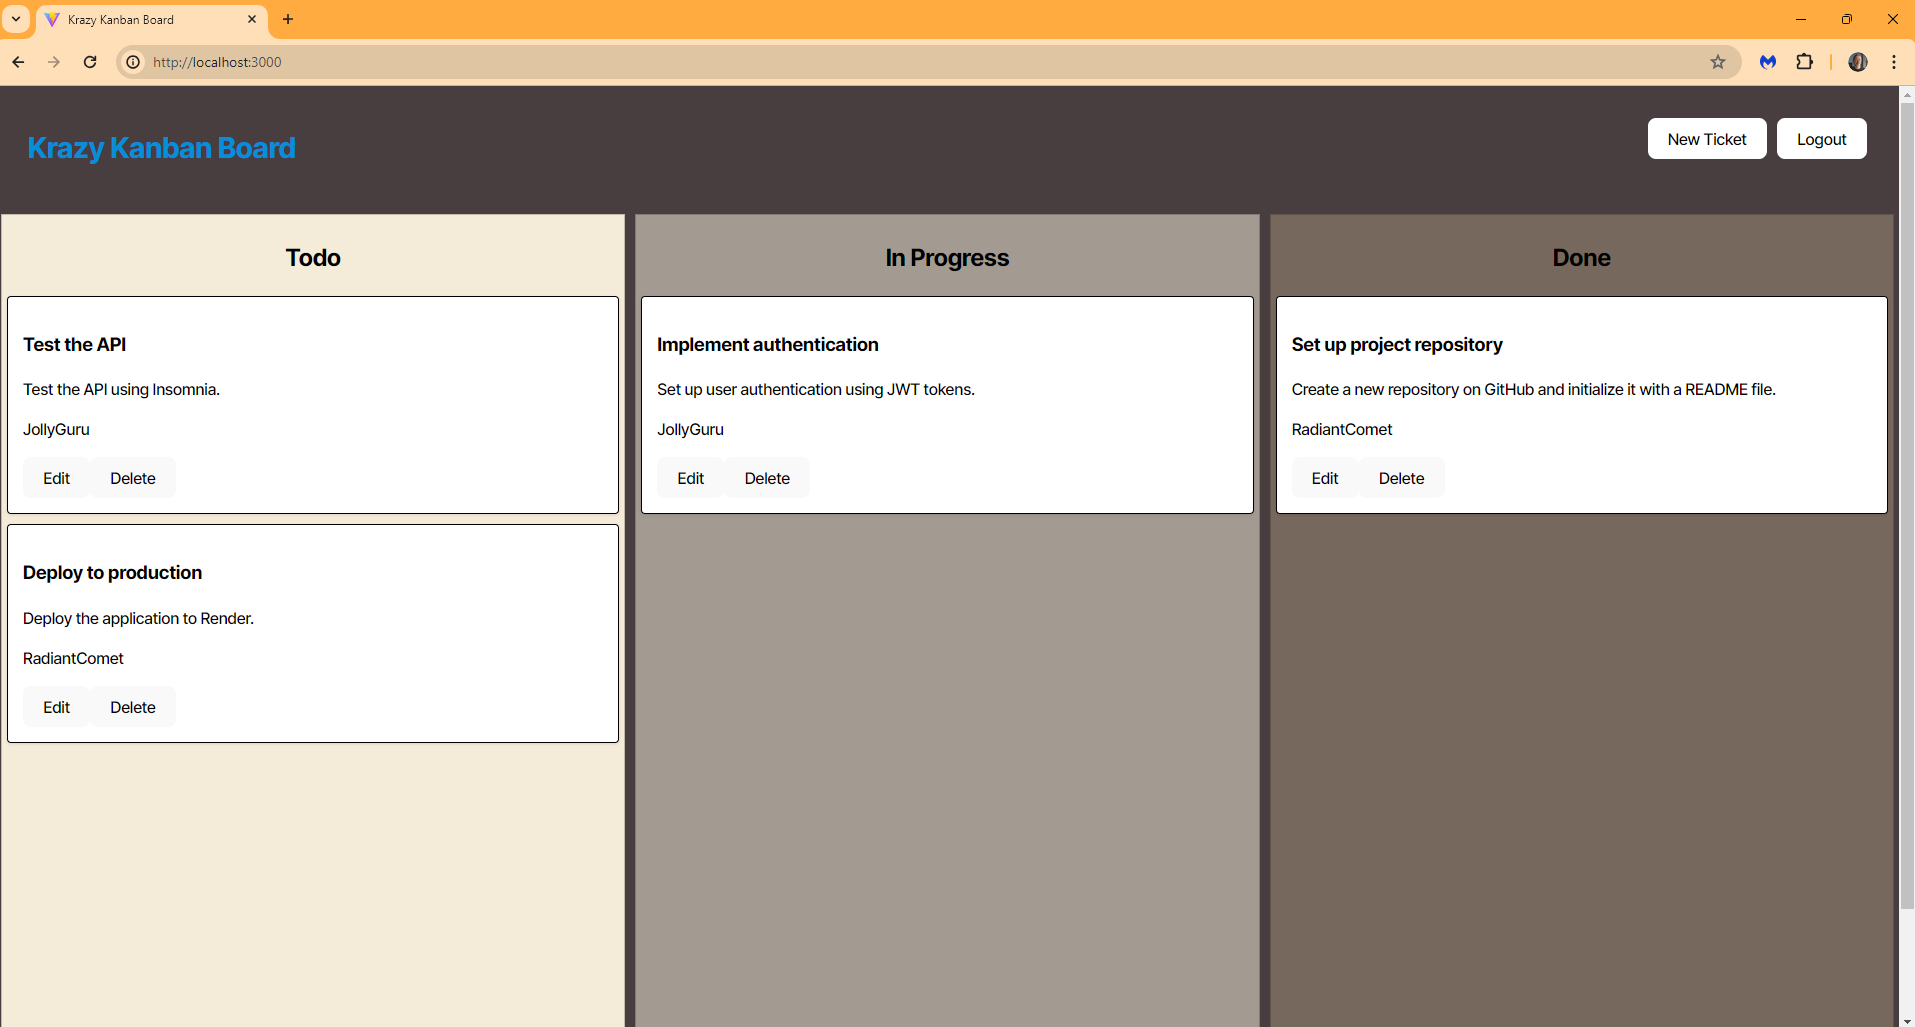 Krazy Kanban Board
http://localhost:3000
Krazy Kanban Board
New Ticket
Logout
Todo
Test the API
Test the API using Insomnia.
JollyGuru
Edit
Delete
Deploy to production
Deploy the application to Render.
RadiantComet
Edit
Delete
In Progress
Implement authentication
Set up user authentication using JWT tokens.
JollyGuru
Edit
Delete
Done
Set up project repository
Create a new repository on GitHub and initialize it with a README file.
RadiantComet
Edit
Delete